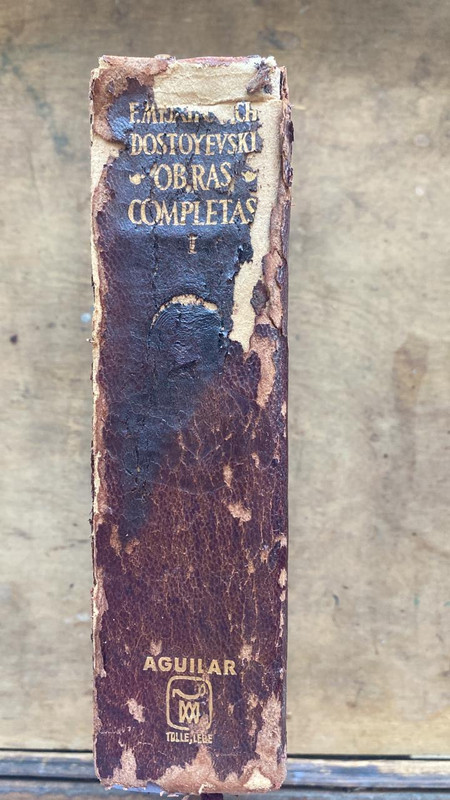 DOSTOYEVSKI
OBRAS
COMPLETAS
I
AGUILAR
TOLLE, LEGE